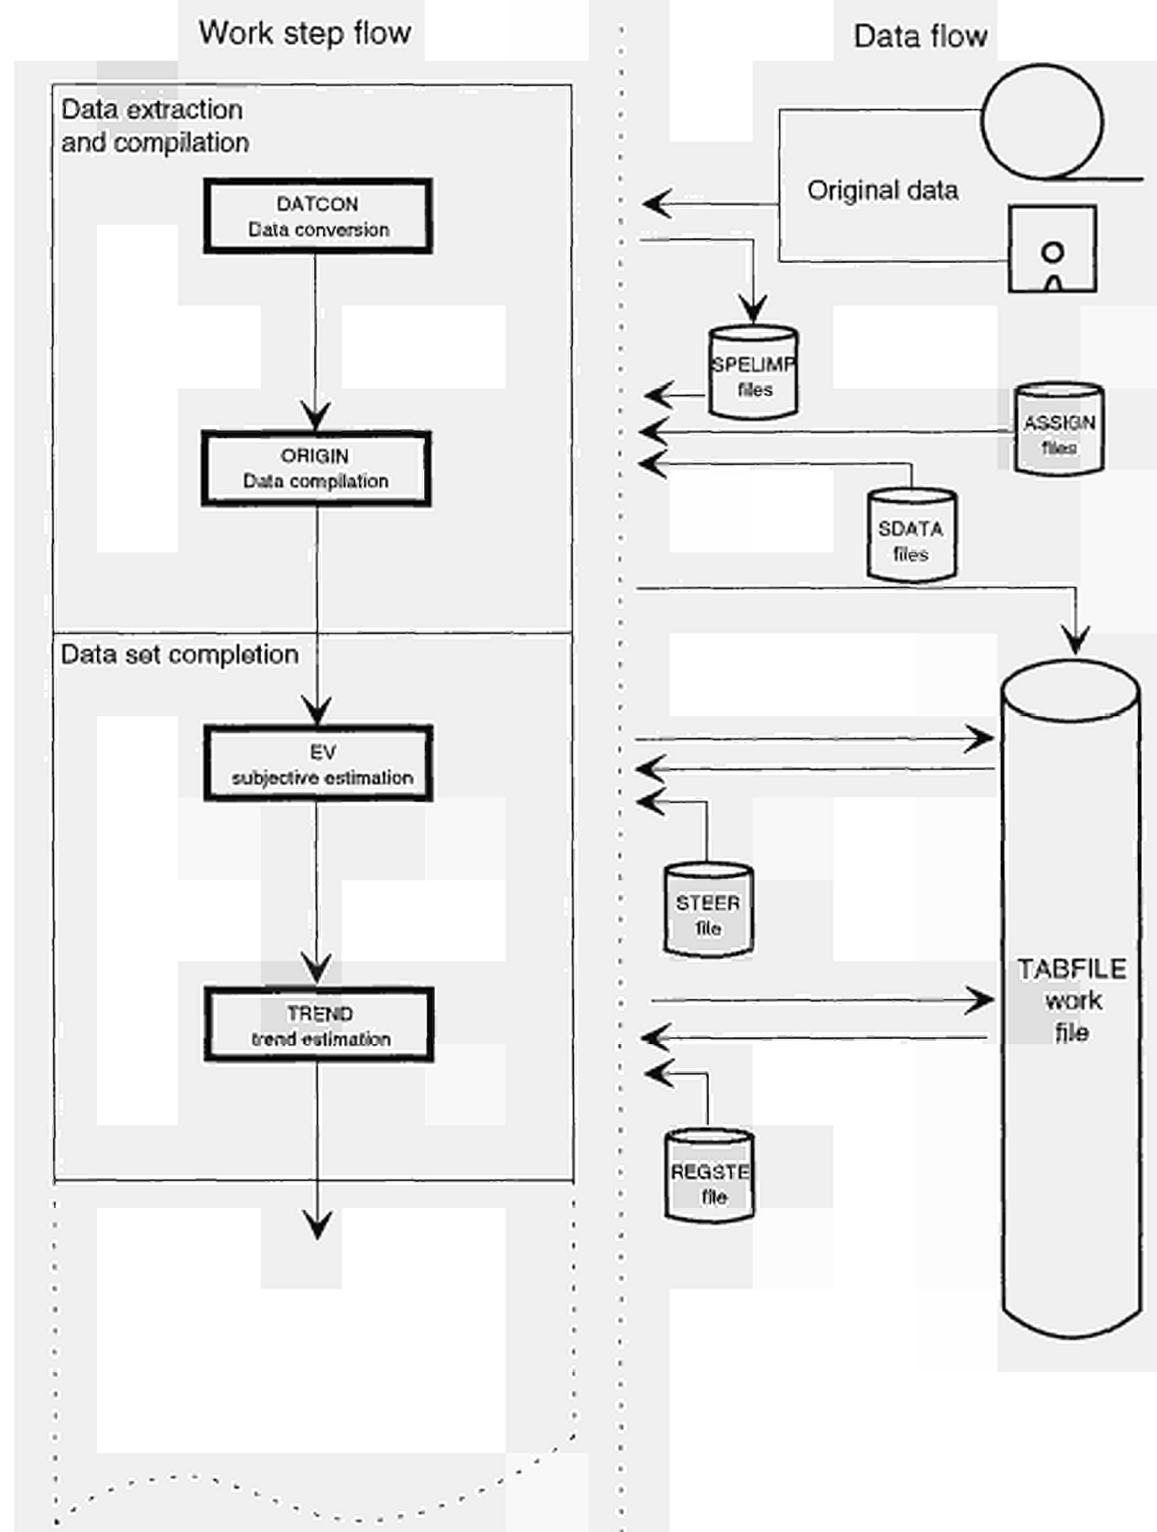 Work step flow
Data flow
Data extraction
and compilation
DATCON
Data conversion
Original data
SPELIMP
files
ASSIGN
files
ORIGIN
Data compilation
SDATA
files
Data set completion
EV
subjective estimation
STEER
file
TABFILE
work
file
TREND
trend estimation
REGSTE
file